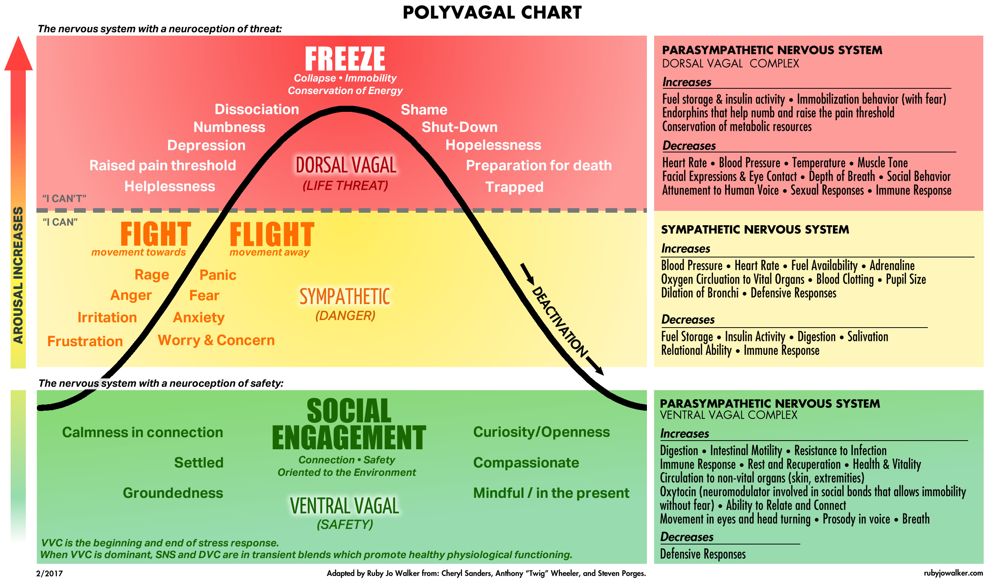 POLYVAGAL CHART
The nervous system with a neuroception of threat:
AROUSAL INCREASES
FREEZE
Collapse • Immobility
Conservation of Energy
Dissociation
Numbness
Depression
Raised pain threshold
Helplessness
Shame
Shut-Down
Hopelessness
Preparation for death
Trapped
DORSAL VAGAL
(LIFE THREAT)
“I CAN’T”
“I CAN”
FIGHT
movement towards
Rage
Anger
Irritation
Frustration
FLIGHT
movement away
Panic
Fear
Anxiety
Worry & Concern
SYMPATHETIC
(DANGER)
DEACTIVATION
The nervous system with a neuroception of safety:
SOCIAL
ENGAGEMENT
Connection • Safety
Oriented to the Environment
Calmness in connection
Settled
Groundedness
Curiosity/Openness
Compassionate
Mindful / in the present
VENTRAL VAGAL
(SAFETY)
VVC is the beginning and end of stress response.
When VVC is dominant, SNS and DVC are in transient blends which promote healthy physiological functioning.
PARASYMPATHETIC NERVOUS SYSTEM
DORSAL VAGAL COMPLEX
Increases
Fuel storage & insulin activity • Immobilization behavior (with fear)
Endorphins that help numb and raise the pain threshold
Conservation of metabolic resources
Decreases
Heart Rate • Blood Pressure • Temperature • Muscle Tone
Facial Expressions & Eye Contact • Depth of Breath • Social Behavior
Attunement to Human Voice • Sexual Responses • Immune Response
SYMPATHETIC NERVOUS SYSTEM
Increases
Blood Pressure • Heart Rate • Fuel Availability • Adrenaline
Oxygen Circluation to Vital Organs • Blood Clotting • Pupil Size
Dilation of Bronchi • Defensive Responses
Decreases
Fuel Storage • Insulin Activity • Digestion • Salivation
Relational Ability • Immune Response
PARASYMPATHETIC NERVOUS SYSTEM
VENTRAL VAGAL COMPLEX
Increases
Digestion • Intestinal Motility • Resistance to Infection
Immune Response • Rest and Recuperation • Health & Vitality
Circulation to non-vital organs (skin, extremities)
Oxytocin (neuromodulator involved in social bonds that allows immobility
without fear) • Ability to Relate and Connect
Movement in eyes and head turning • Prosody in voice • Breath
Decreases
Defensive Responses
2/2017
Adapted by Ruby Jo Walker from: Cheryl Sanders, Anthony “Twig” Wheeler, and Steven Porges.
rubyjowalker.com